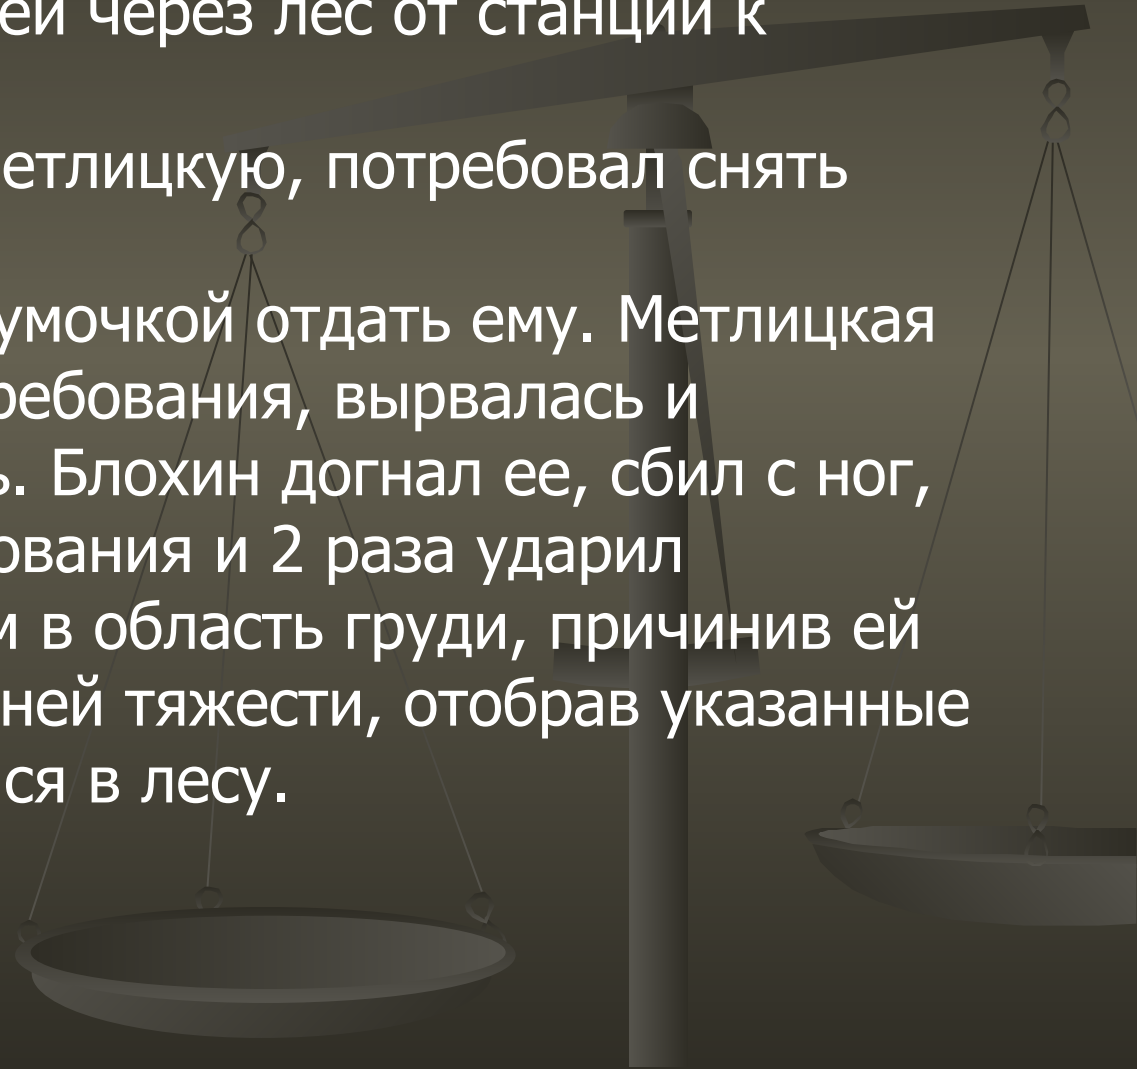 ей через лес от станции к
етлицкую, потребовал снять
умочкой отдать ему. Метлицкая
ребования, вырвалась и
ь. Блохин догнал ее, сбил с ног,
ования и 2 раза ударил
м в область груди, причинив ей
ней тяжести, отобрав указанные
ся в лесу.